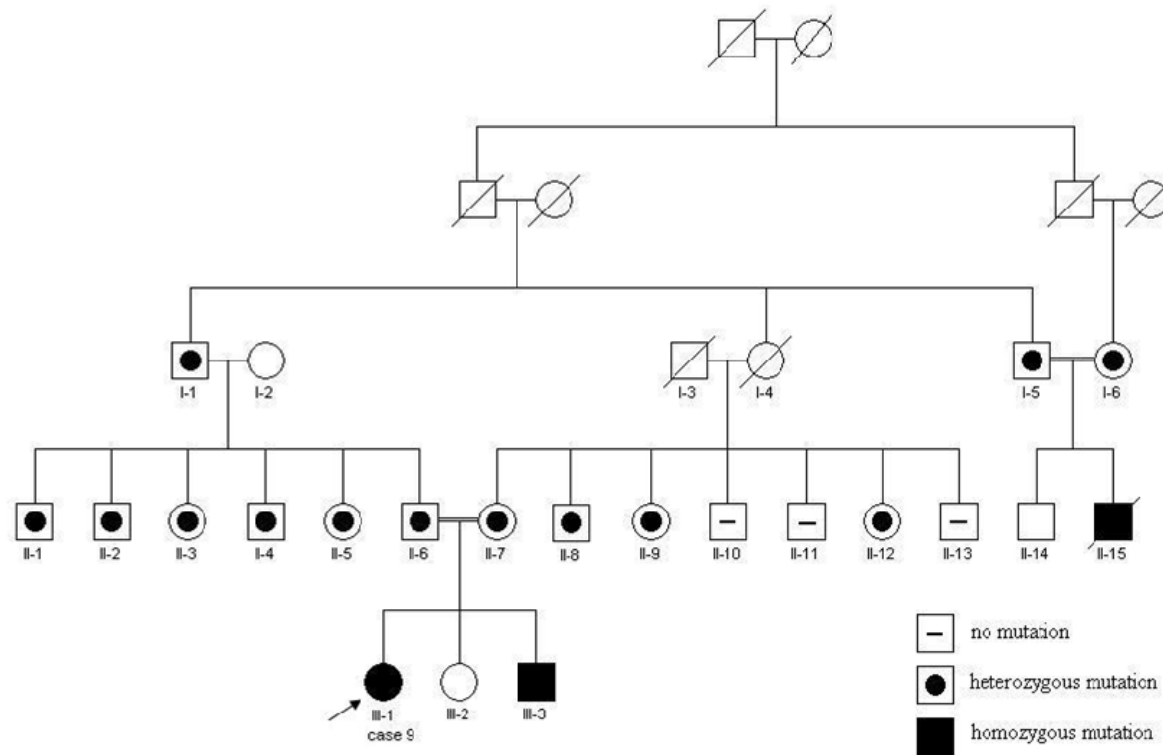 I-1 I-2 I-3 I-4 I-5 I-6
II-1 II-2 II-3 II-4 II-5 II-6 II-7 II-8 II-9 II-10 II-11 II-12 II-13 II-14 II-15
no mutation
heterozygous mutation
III-1 III-2 III-3
case 9
homozygous mutation